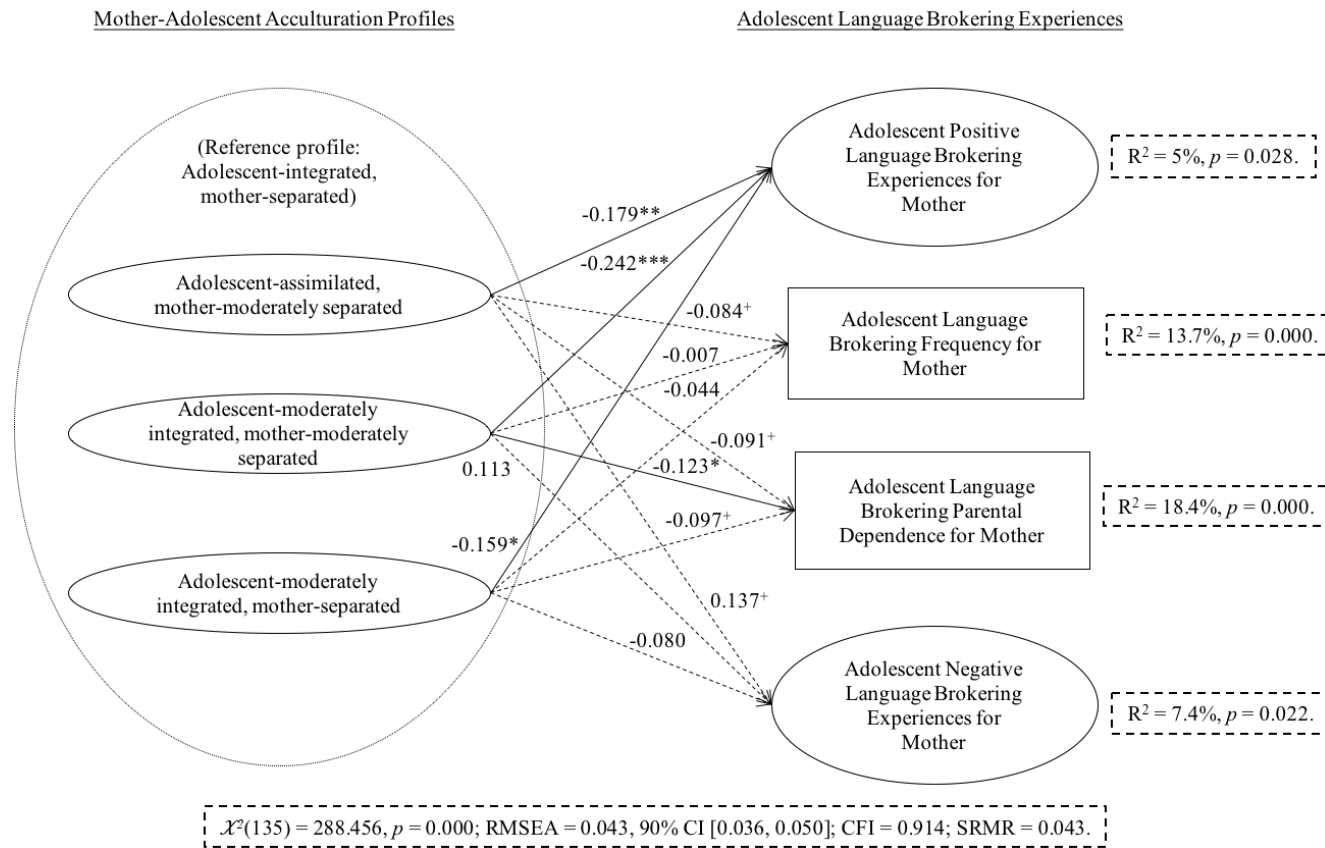 Mother-Adolescent Acculturation Profiles
Adolescent Language Brokering Experiences
(Reference profile:
Adolescent-integrated,
mother-separated)
Adolescent-assimilated,
mother-moderately separated
Adolescent-moderately
integrated, mother-moderately
separated
Adolescent-moderately
integrated, mother-separated
-0.179**
-0.242***
-0.084⁺
-0.007
-0.044
-0.091⁺
-0.123*
0.113
-0.097⁺
-0.159*
0.137⁺
-0.080
Adolescent Positive
Language Brokering
Experiences for
Mother
R² = 5%, p = 0.028.
Adolescent Language
Brokering Frequency for
Mother
R² = 13.7%, p = 0.000.
Adolescent Language
Brokering Parental
Dependence for Mother
R² = 18.4%, p = 0.000.
Adolescent Negative
Language Brokering
Experiences for
Mother
R² = 7.4%, p = 0.022.
𝒳²(135) = 288.456, p = 0.000; RMSEA = 0.043, 90% CI [0.036, 0.050]; CFI = 0.914; SRMR = 0.043.